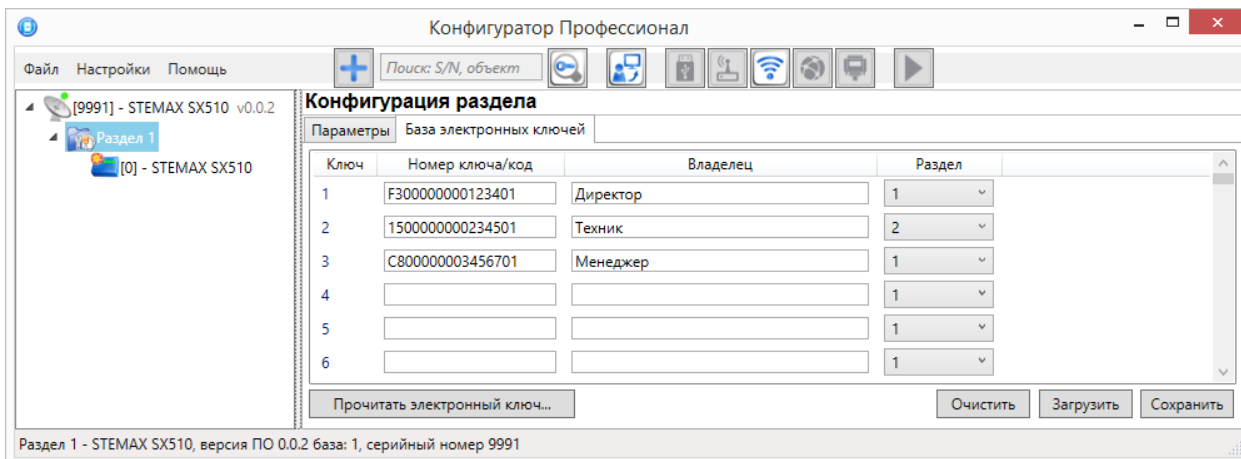 Конфигуратор Профессионал
Файл Настройки Помощь
Поиск: S/N, объект
[9991] - STEMAX SX510 v0.0.2
Раздел 1
[0] - STEMAX SX510
Конфигурация раздела
Параметры База электронных ключей
Ключ Номер ключа/код Владелец Раздел
1 F300000000123401 Директор 1
2 1500000000234501 Техник 2
3 C800000003456701 Менеджер 1
4 1
5 1
6 1
Прочитать электронный ключ... Очистить Загрузить Сохранить
Раздел 1 - STEMAX SX510, версия ПО 0.0.2 база: 1, серийный номер 9991